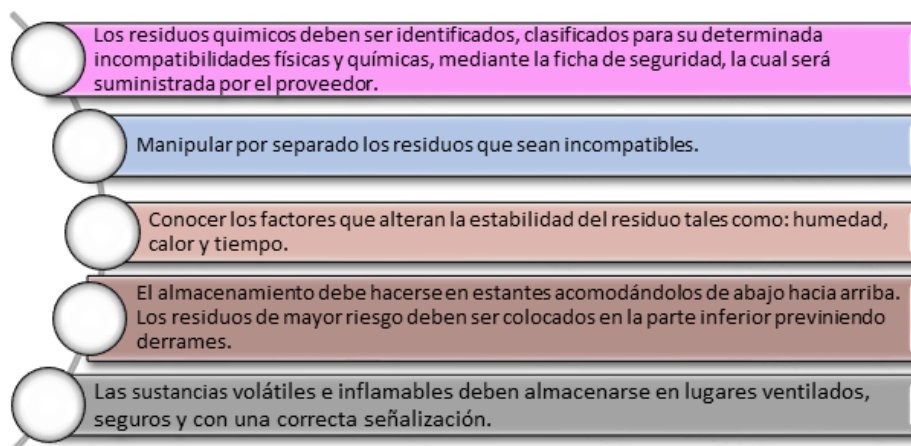 Los residuos quimicos deben ser identificados, clasificados para su determinada
incompatibilidades físicas y químicas, mediante la ficha de seguridad, la cual será
suministrada por el proveedor.
Manipular por separado los residuos que sean incompatibles.
Conocer los factores que alteran la estabilidad del residuo tales como: humedad,
calor y tiempo.
El almacenamiento debe hacerse en estantes acomodándolos de abajo hacia arriba.
Los residuos de mayor riesgo deben ser colocados en la parte inferior previniendo
derrames.
Las sustancias volátiles e inflamables deben almacenarse en lugares ventilados,
seguros y con una correcta señalización.